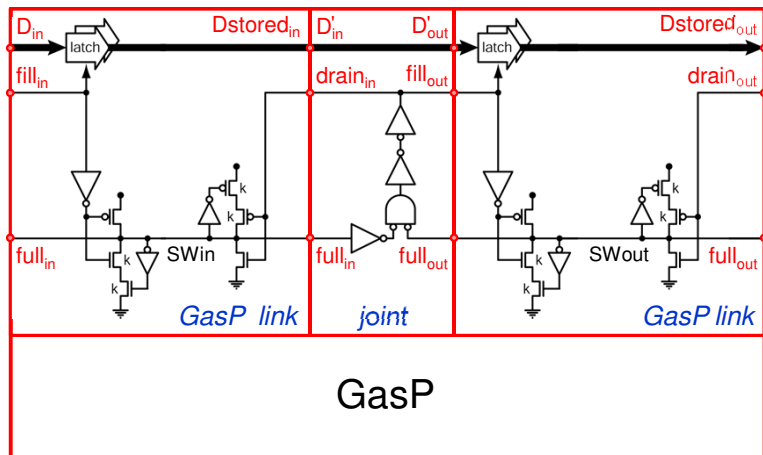 Din Dstoredin D'in D'out Dstoredout
latch latch
fillin drainin fillout drainout
k k
k k
fullin SWin fullin fullout SWout fullout
k k
k k
GasP link joint GasP link
GasP